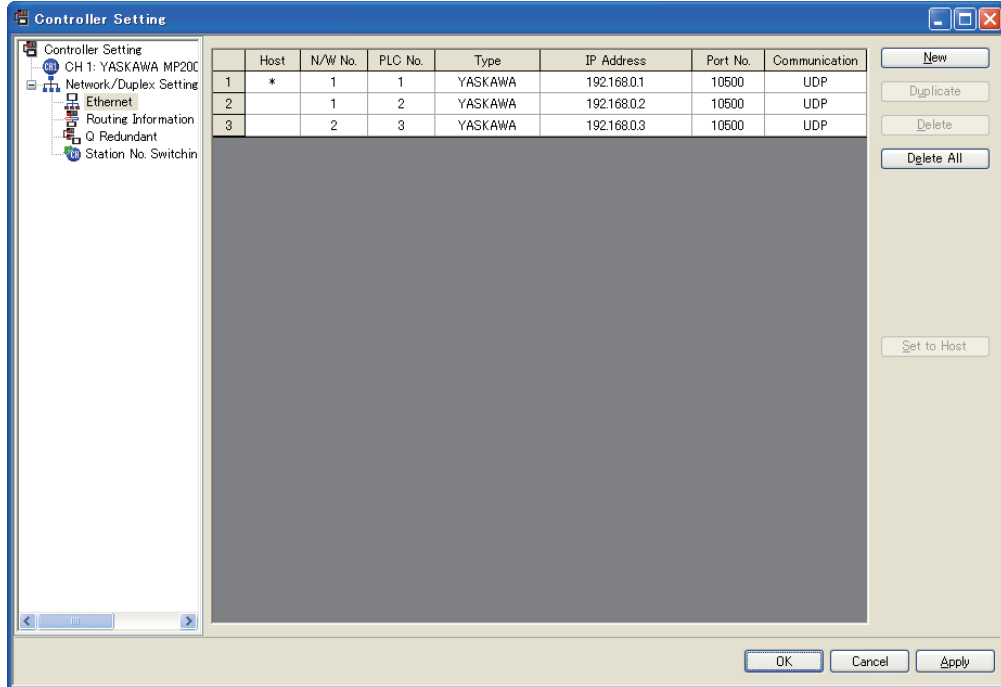 Controller Setting
Controller Setting
CH 1: YASKAWA MP200
Network/Duplex Setting
Ethernet
Routing Information
Q Redundant
Station No. Switchin
Host N/W No. PLC No. Type IP Address Port No. Communication
1 * 1 1 YASKAWA 192.168.0.1 10500 UDP
2 1 2 YASKAWA 192.168.0.2 10500 UDP
3 2 3 YASKAWA 192.168.0.3 10500 UDP
New
Duplicate
Delete
Delete All
Set to Host
OK Cancel Apply